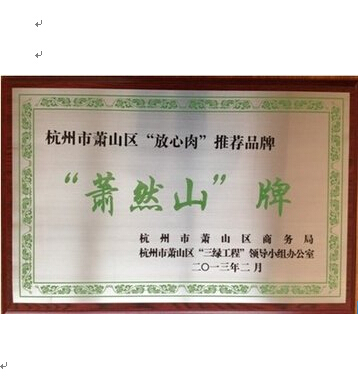 杭州市萧山区“放心肉”推荐品牌
“萧然山”牌
杭州市萧山区商务局
杭州市萧山区“三绿工程”领导小组办公室
二〇一三年二月